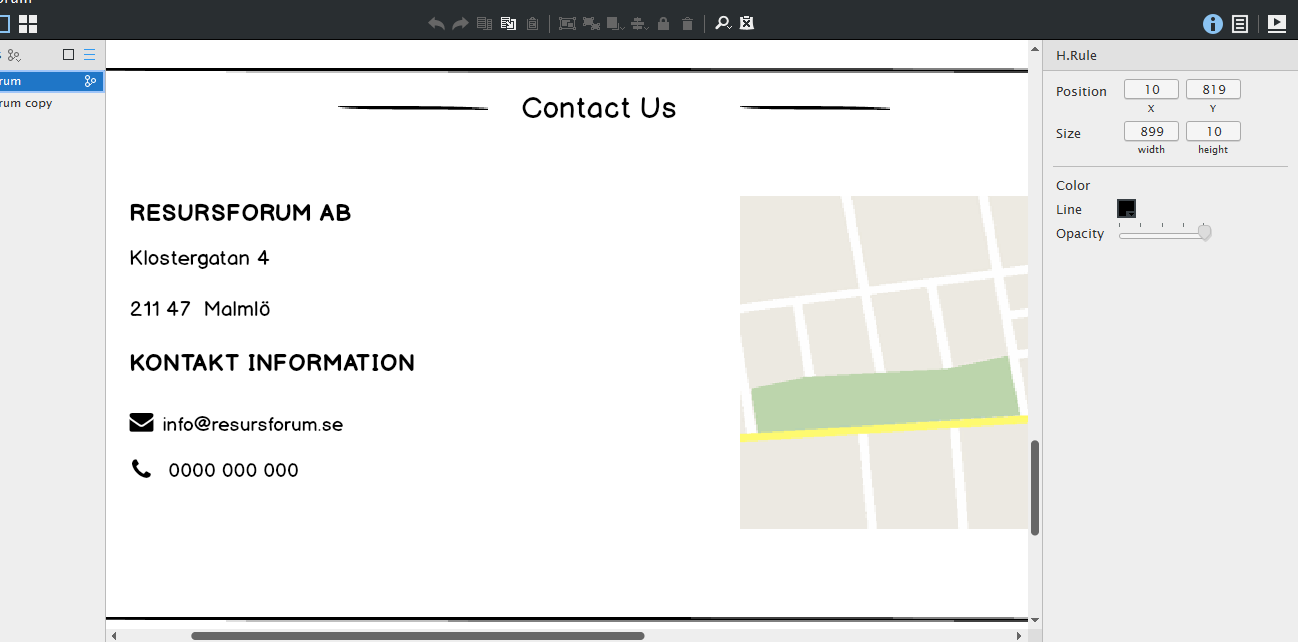 orum
rum
rum copy
Contact Us
RESURSFORUM AB
Klostergatan 4
211 47 Malmlö
KONTAKT INFORMATION
info@resursforum.se
0000 000 000
H.Rule
Position 10 819
X Y
Size 899 10
width height
Color
Line
Opacity